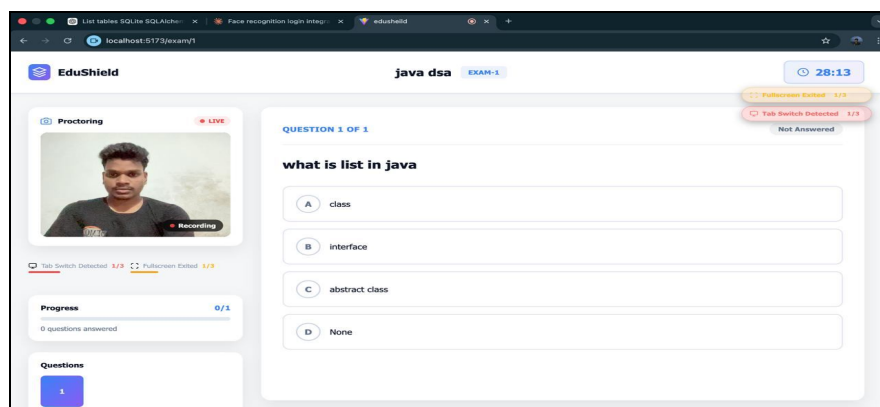 List tables SQLite SQLAlchem
Face recognition login integr
edusheild
localhost:5173/exam/1
EduShield
java dsa EXAM-1
28:13
Fullscreen Exited 1/3
Tab Switch Detected 1/3
Proctoring
LIVE
Recording
Tab Switch Detected 1/3 Fullscreen Exited 1/3
Progress 0/1
0 questions answered
Questions
1
QUESTION 1 OF 1
Not Answered
what is list in java
A class
B interface
C abstract class
D None